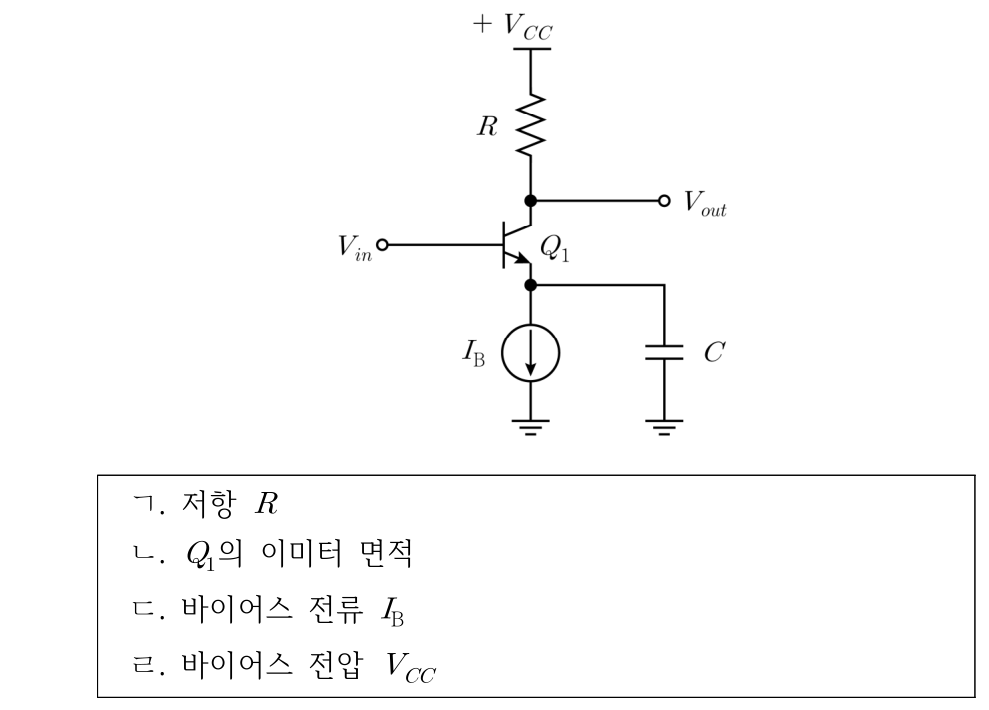 + V_CC
R
V_out
V_in
Q_1
I_B
C
ㄱ. 저항 R
ㄴ. Q_1의 이미터 면적
ㄷ. 바이어스 전류 I_B
ㄹ. 바이어스 전압 V_CC